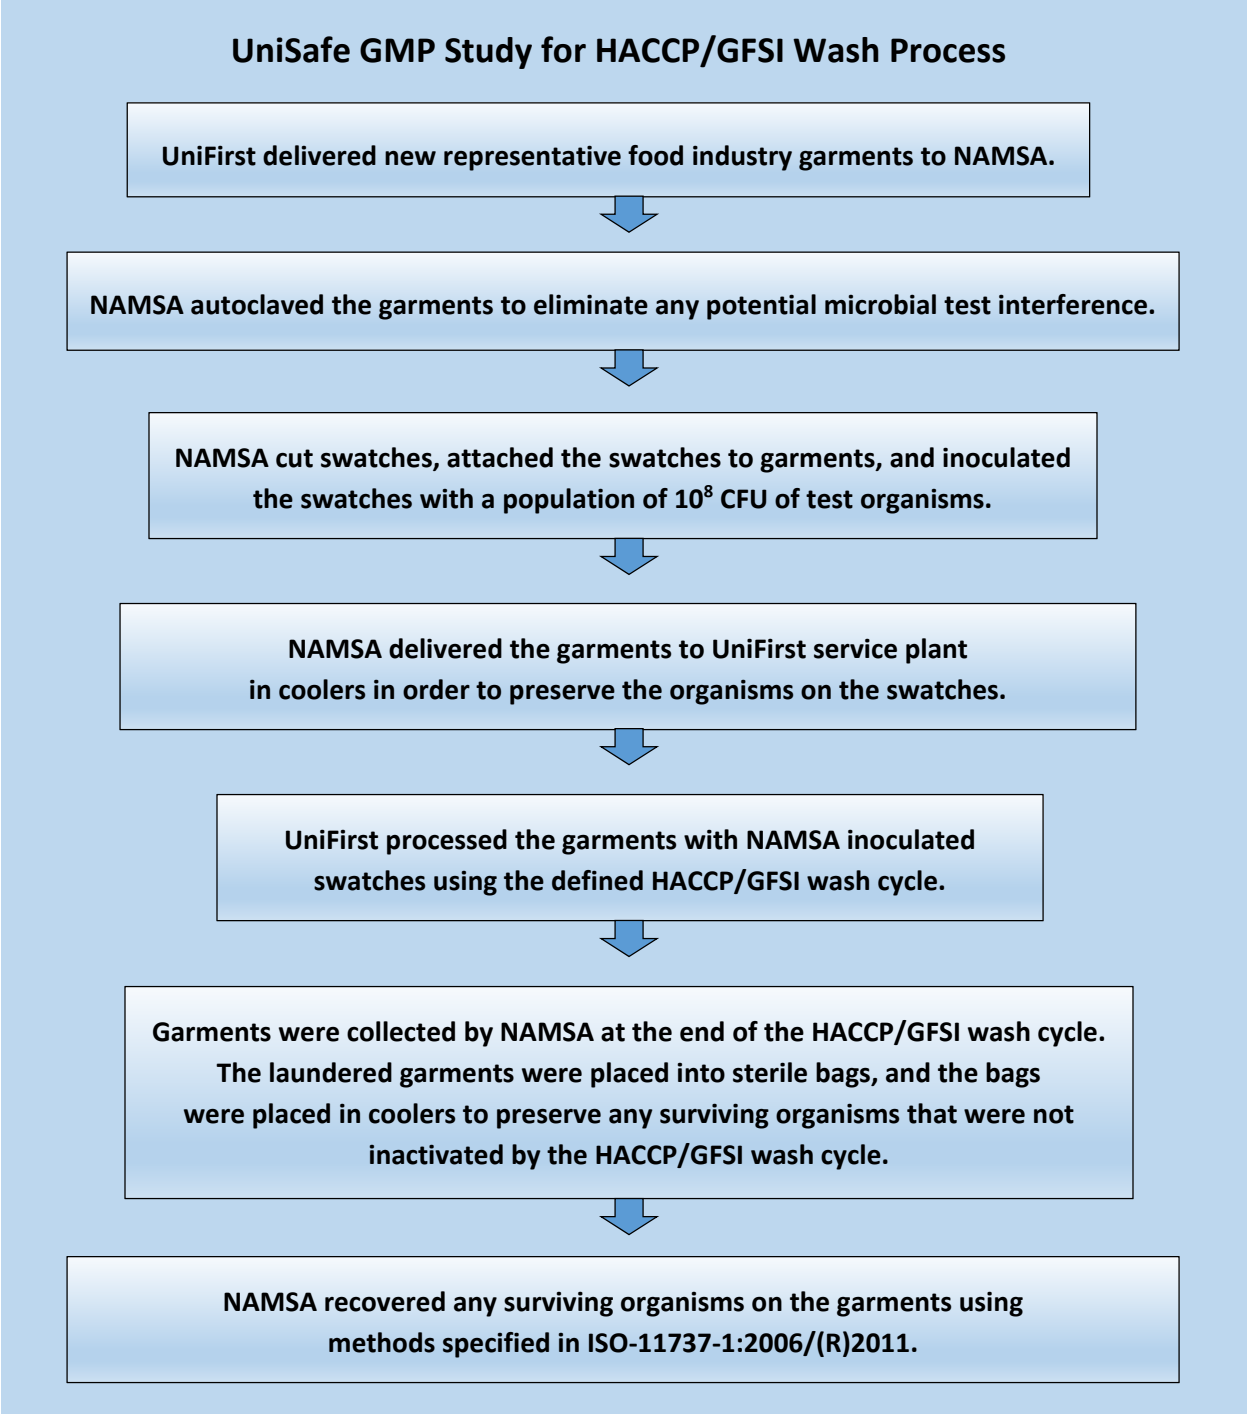 UniSafe GMP Study for HACCP/GFSI Wash Process
UniFirst delivered new representative food industry garments to NAMSA.
NAMSA autoclaved the garments to eliminate any potential microbial test interference.
NAMSA cut swatches, attached the swatches to garments, and inoculated
the swatches with a population of 10⁸ CFU of test organisms.
NAMSA delivered the garments to UniFirst service plant
in coolers in order to preserve the organisms on the swatches.
UniFirst processed the garments with NAMSA inoculated
swatches using the defined HACCP/GFSI wash cycle.
Garments were collected by NAMSA at the end of the HACCP/GFSI wash cycle.
The laundered garments were placed into sterile bags, and the bags
were placed in coolers to preserve any surviving organisms that were not
inactivated by the HACCP/GFSI wash cycle.
NAMSA recovered any surviving organisms on the garments using
methods specified in ISO-11737-1:2006/(R)2011.